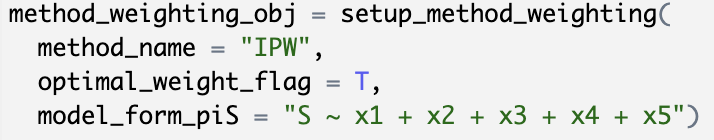 method_weighting_obj = setup_method_weighting(
method_name = "IPW",
optimal_weight_flag = T,
model_form_piS = "S ~ x1 + x2 + x3 + x4 + x5")